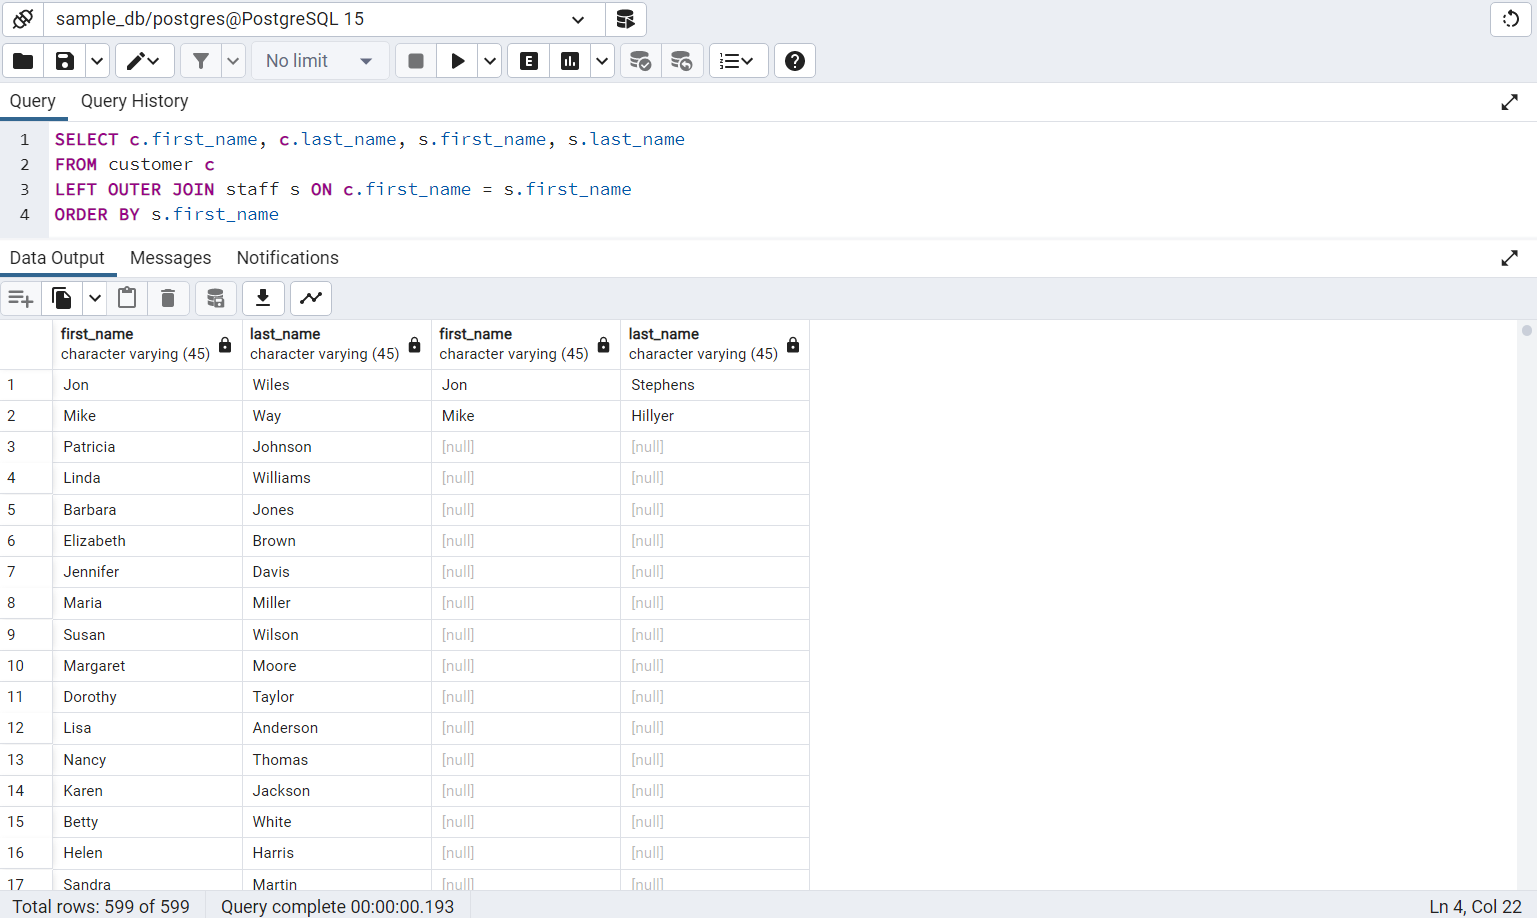 sample_db/postgres@PostgreSQL 15
No limit
E
Query Query History
1 SELECT c.first_name, c.last_name, s.first_name, s.last_name
2 FROM customer c
3 LEFT OUTER JOIN staff s ON c.first_name = s.first_name
4 ORDER BY s.first_name
Data Output Messages Notifications
first_name last_name first_name last_name
character varying (45) character varying (45) character varying (45) character varying (45)
1 Jon Wiles Jon Stephens
2 Mike Way Mike Hillyer
3 Patricia Johnson [null] [null]
4 Linda Williams [null] [null]
5 Barbara Jones [null] [null]
6 Elizabeth Brown [null] [null]
7 Jennifer Davis [null] [null]
8 Maria Miller [null] [null]
9 Susan Wilson [null] [null]
10 Margaret Moore [null] [null]
11 Dorothy Taylor [null] [null]
12 Lisa Anderson [null] [null]
13 Nancy Thomas [null] [null]
14 Karen Jackson [null] [null]
15 Betty White [null] [null]
16 Helen Harris [null] [null]
17 Sandra Martin [null] [null]
Total rows: 599 of 599 Query complete 00:00:00.193 Ln 4, Col 22